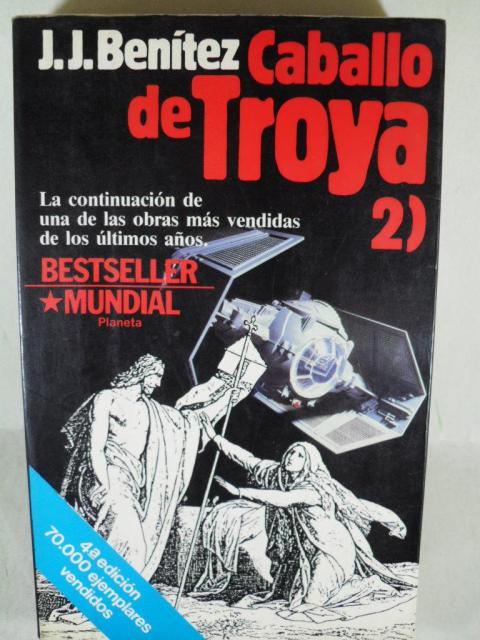 J.J.Benítez Caballo
de Troya
2)
La continuación de
una de las obras más vendidas
de los últimos años.
BESTSELLER
★MUNDIAL
Planeta
4ª edición
70.000 ejemplares
vendidos